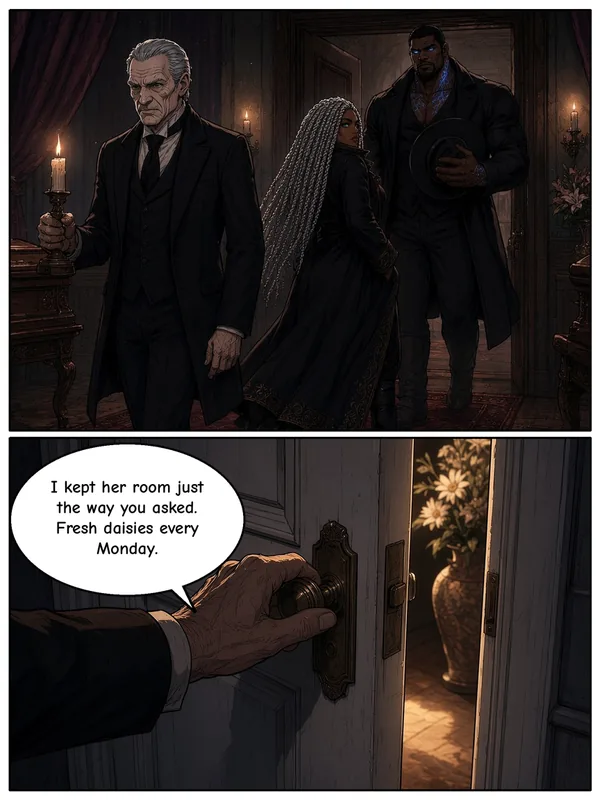 I kept her room just
the way you asked.
Fresh daisies every
Monday.